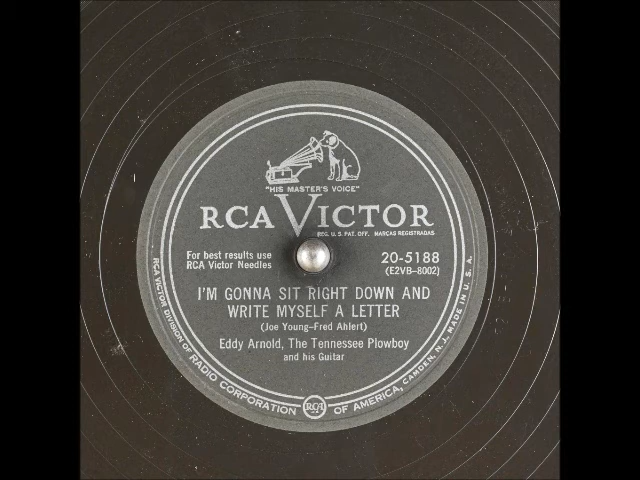 "HIS MASTER'S VOICE"
RCA VICTOR
REG. U.S. PAT. OFF. MARCAS REGISTRADAS
For best results use
RCA Victor Needles
20-5188
(E2VB-8002)
I'M GONNA SIT RIGHT DOWN AND
WRITE MYSELF A LETTER
(Joe Young-Fred Ahlert)
Eddy Arnold, The Tennessee Plowboy
and his Guitar
RCA VICTOR DIVISION OF RADIO CORPORATION RCA OF AMERICA, CAMDEN, N. J. MADE IN U. S. A.